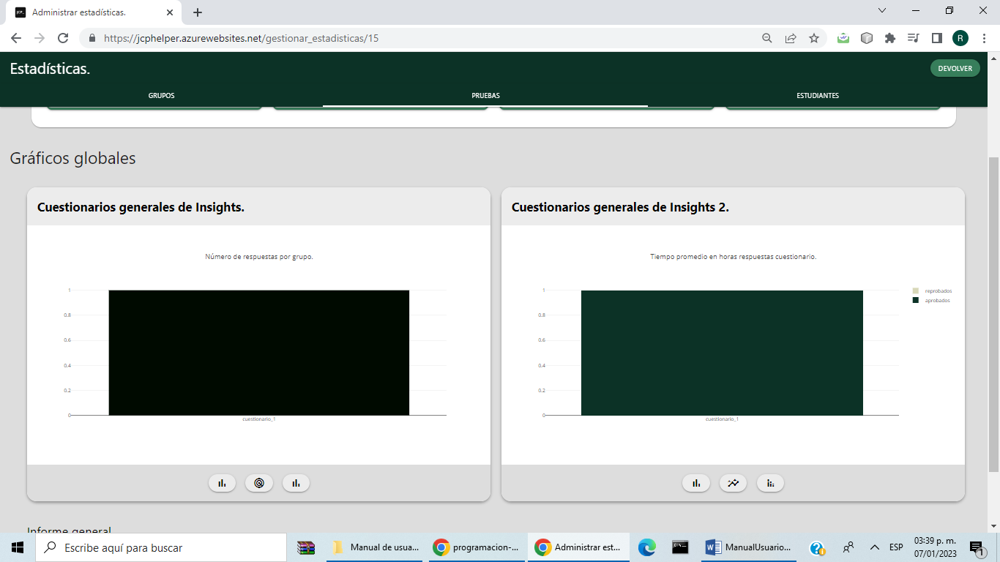 Administrar estadísticas.
https://jcphelper.azurewebsites.net/gestionar_estadisticas/15
R
Estadísticas.
DEVOLVER
GRUPOS
PRUEBAS
ESTUDIANTES
Gráficos globales
Cuestionarios generales de Insights.
Número de respuestas por grupo.
1
0.8
0.6
0.4
0.2
0
cuestionario_1
Cuestionarios generales de Insights 2.
Tiempo promedio en horas respuestas cuestionario.
1
0.8
0.6
0.4
0.2
0
cuestionario_1
reprobados
aprobados
Informe general
Escribe aquí para buscar
Manual de usua...
programacion-...
Administrar est...
ManualUsuario...
ESP
03:39 p. m.
07/01/2023
1